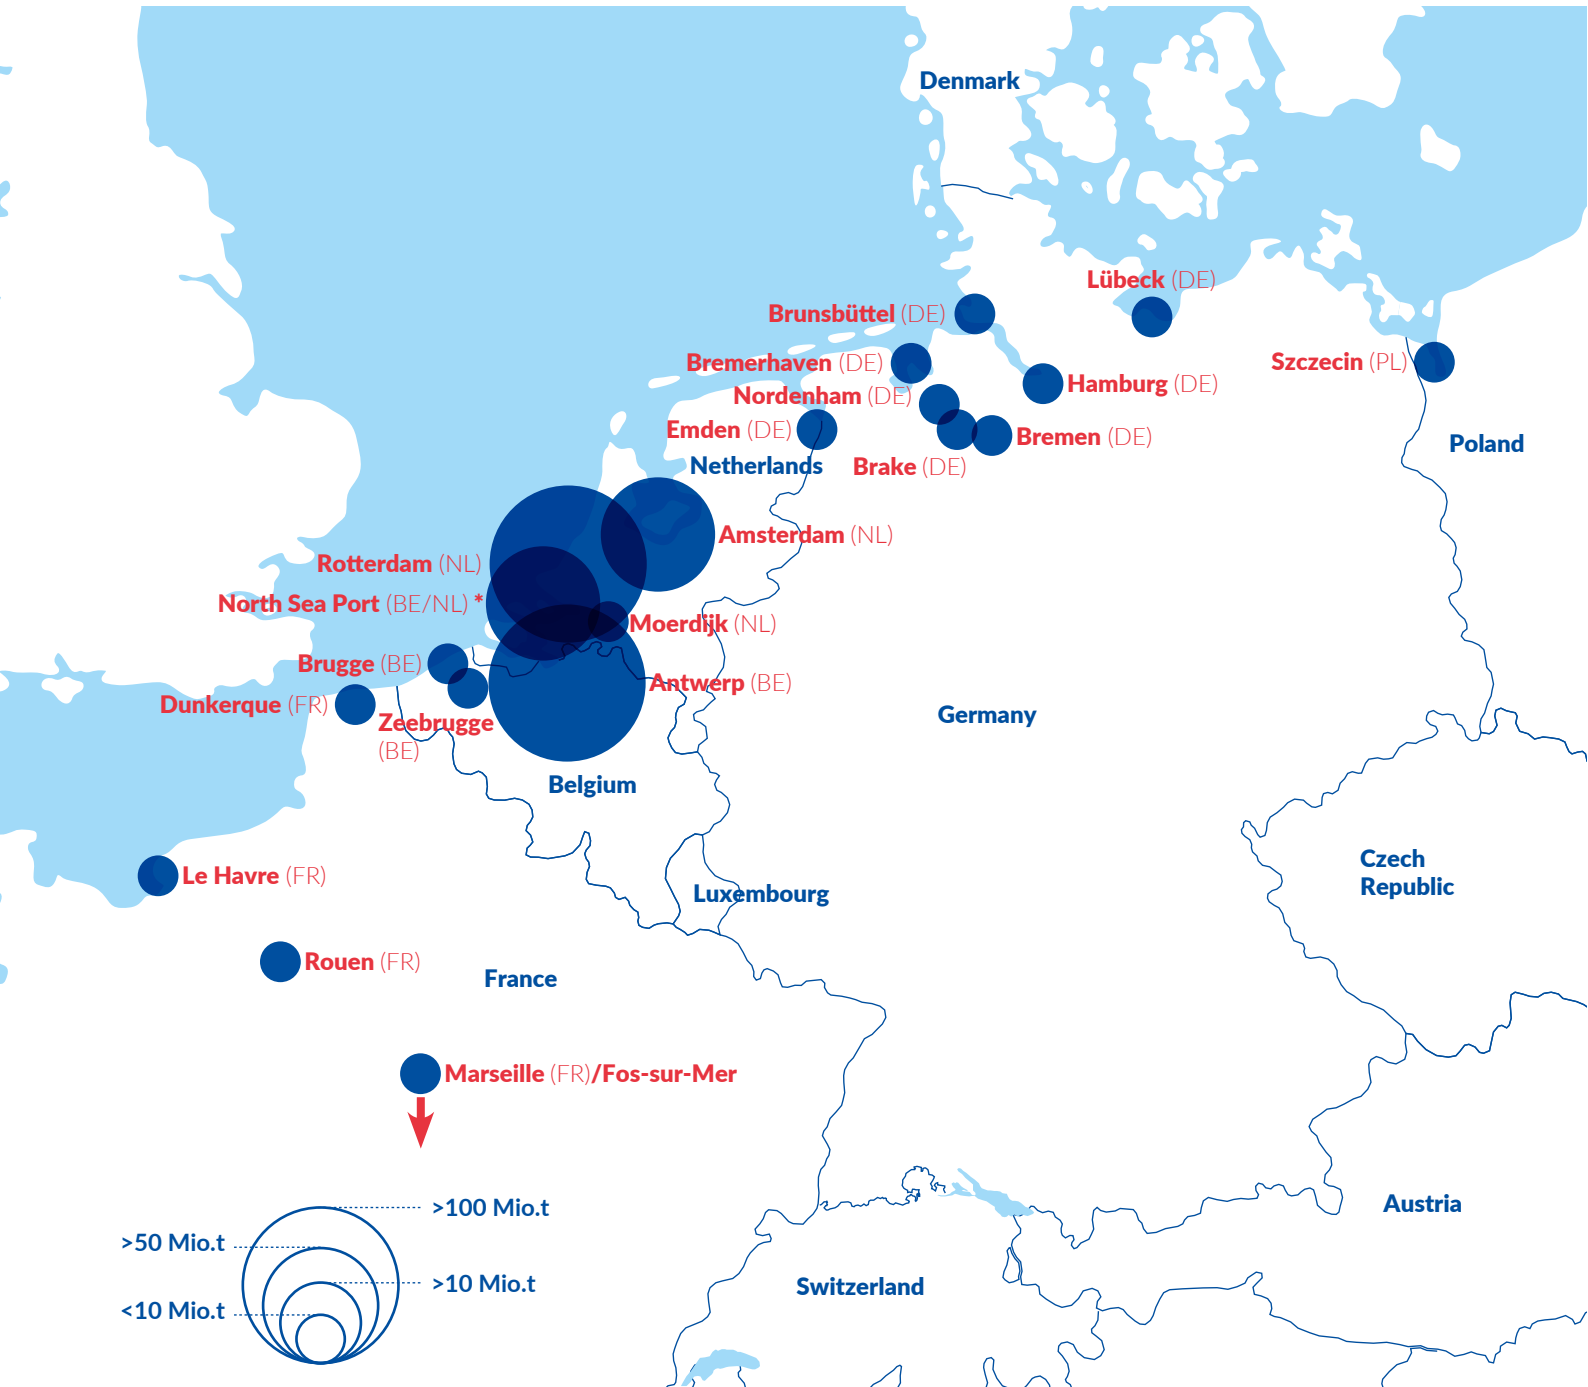 Denmark
Lübeck (DE)
Brunsbüttel (DE)
Bremerhaven (DE)
Szczecin (PL)
Hamburg (DE)
Nordenham (DE)
Emden (DE)
Bremen (DE)
Poland
Netherlands
Brake (DE)
Amsterdam (NL)
Rotterdam (NL)
North Sea Port (BE/NL) *
Moerdijk (NL)
Brugge (BE)
Antwerp (BE)
Dunkerque (FR)
Zeebrugge
(BE)
Germany
Belgium
Czech
Republic
Le Havre (FR)
Luxembourg
Rouen (FR)
France
Marseille (FR)/Fos-sur-Mer
>100 Mio.t
>50 Mio.t
>10 Mio.t
<10 Mio.t
Austria
Switzerland